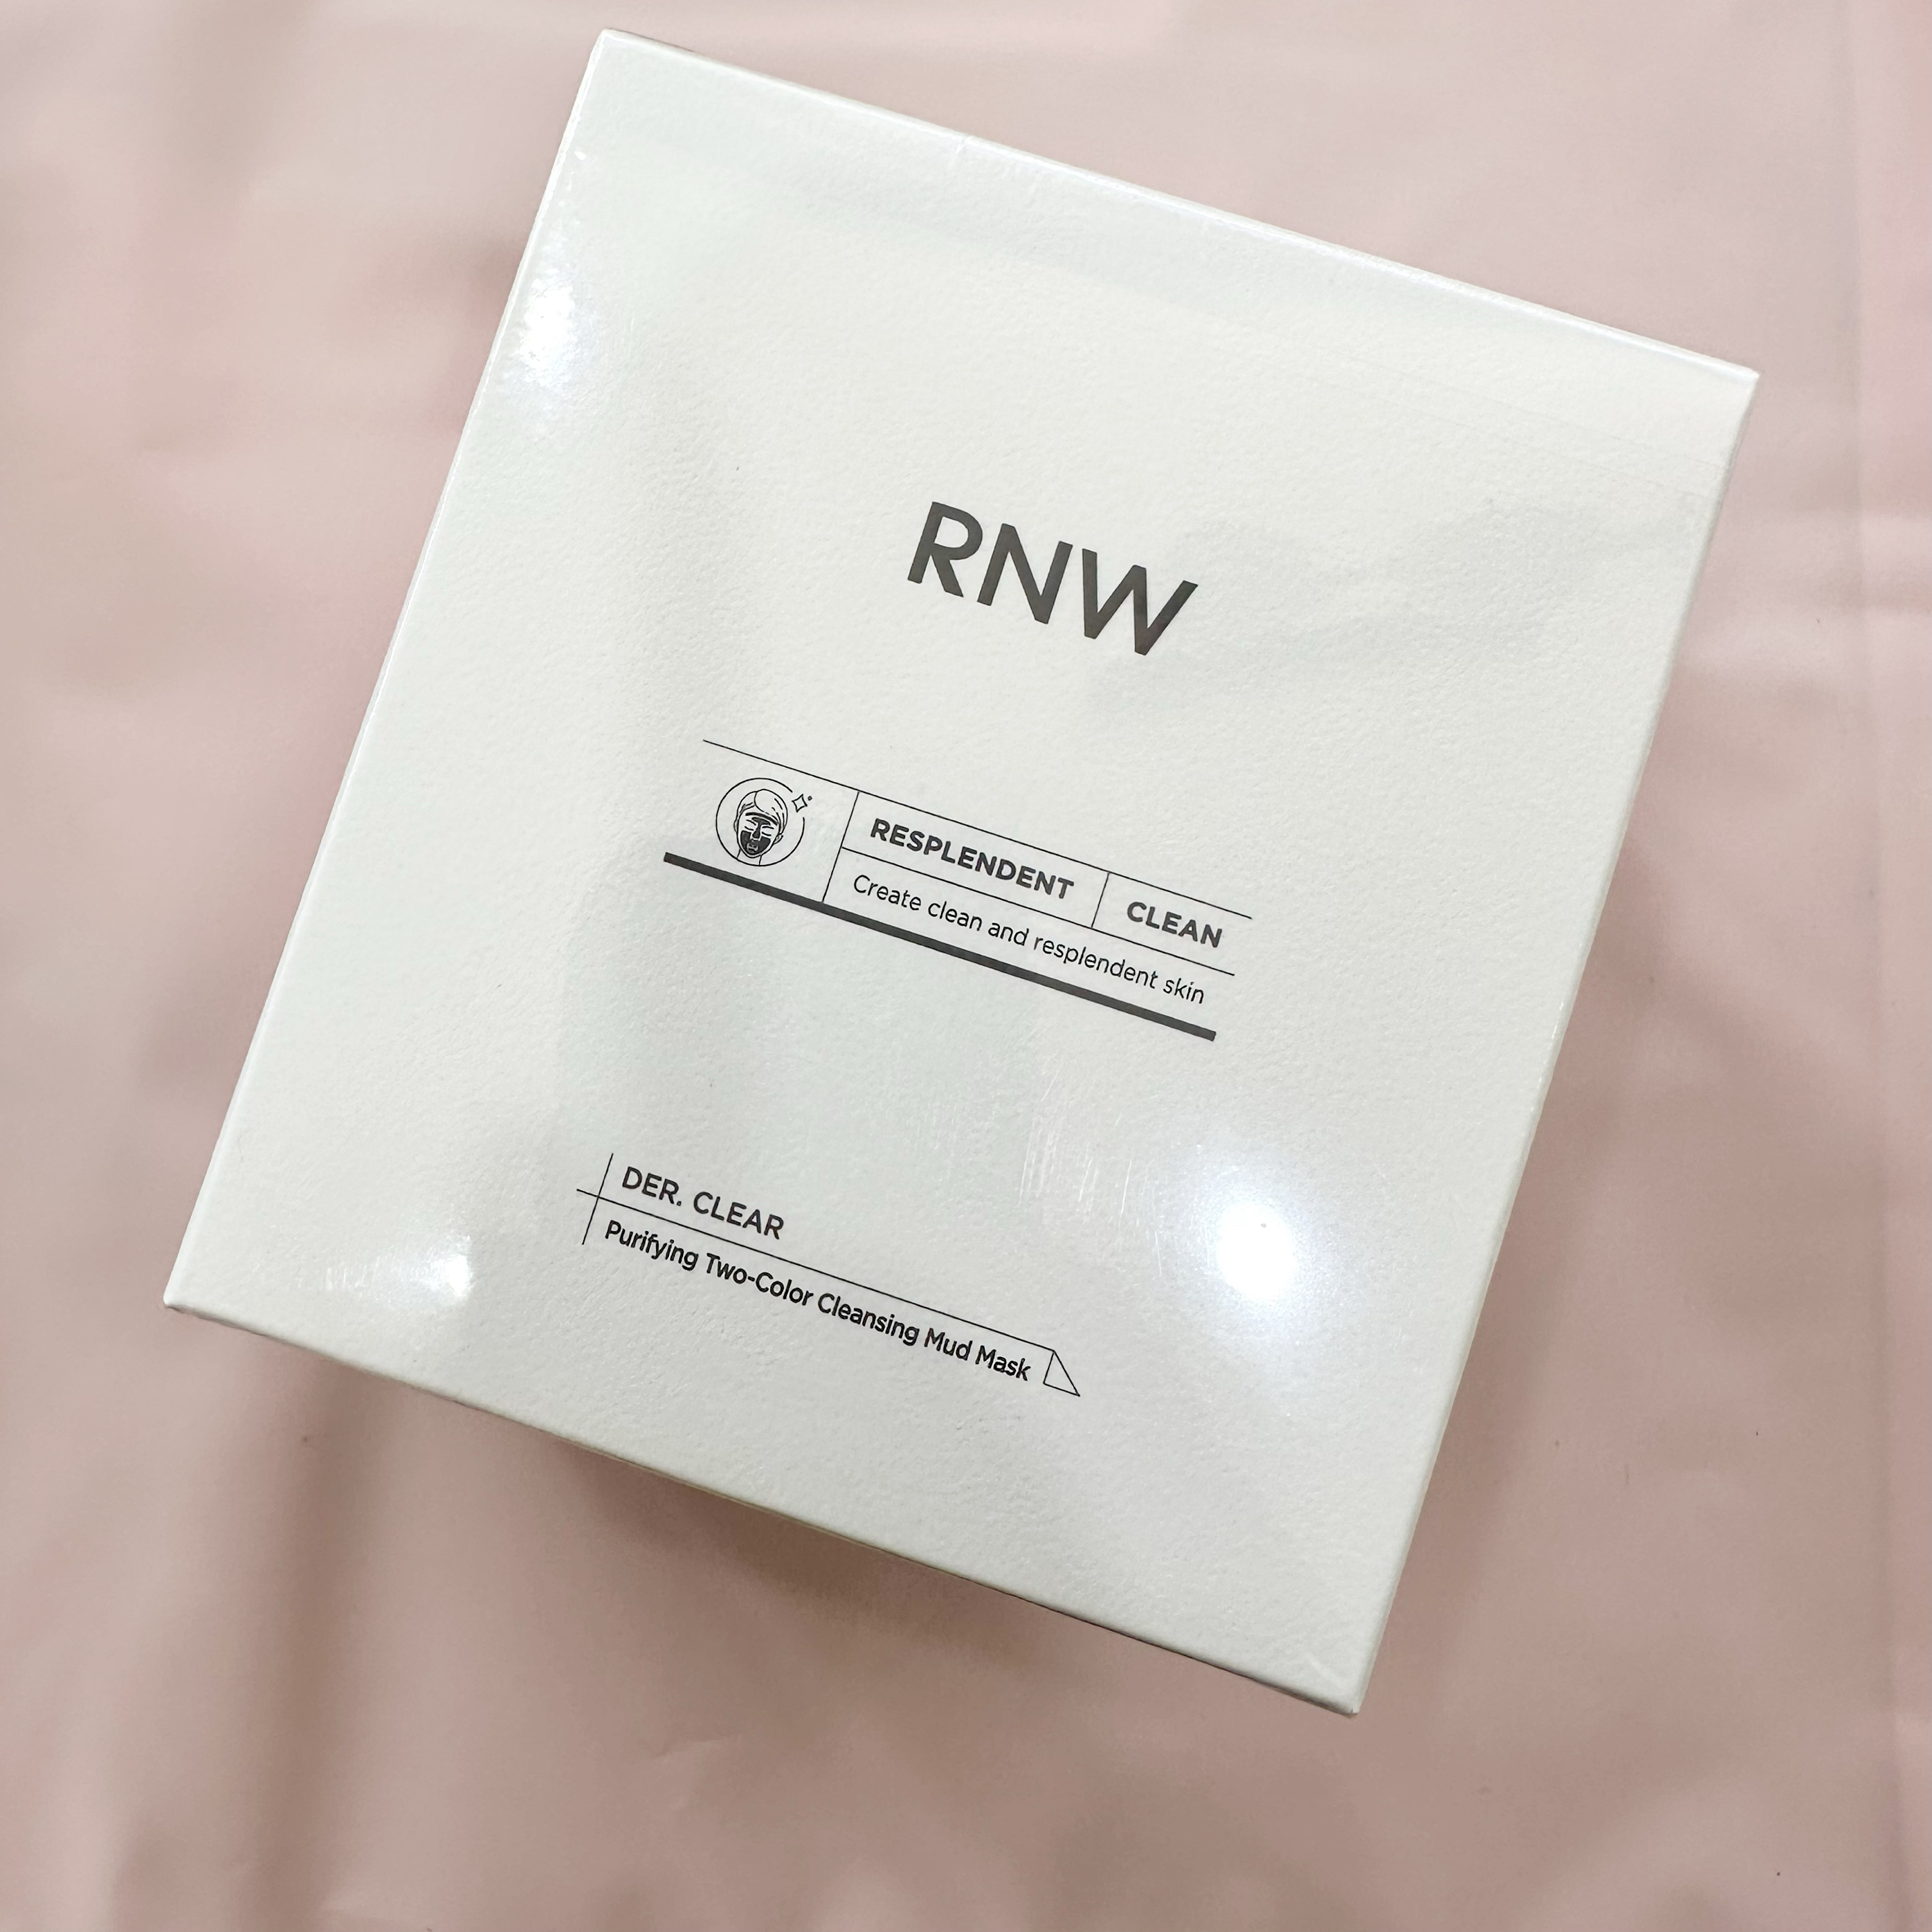 RNW
RESPLENDENT CLEAN
Create clean and resplendent skin
DER. CLEAR
Purifying Two-Color Cleansing Mud Mask